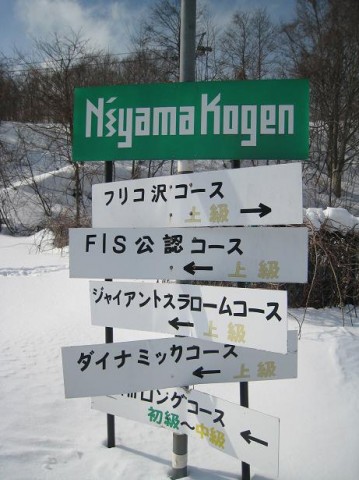 Niyama Kogen
フリコ沢コース
上級 →
FIS公認コース
← 上級
ジャイアントスラロームコース
← 上級
ダイナミックコース
← 上級
ロングコース
初級〜中級 ←